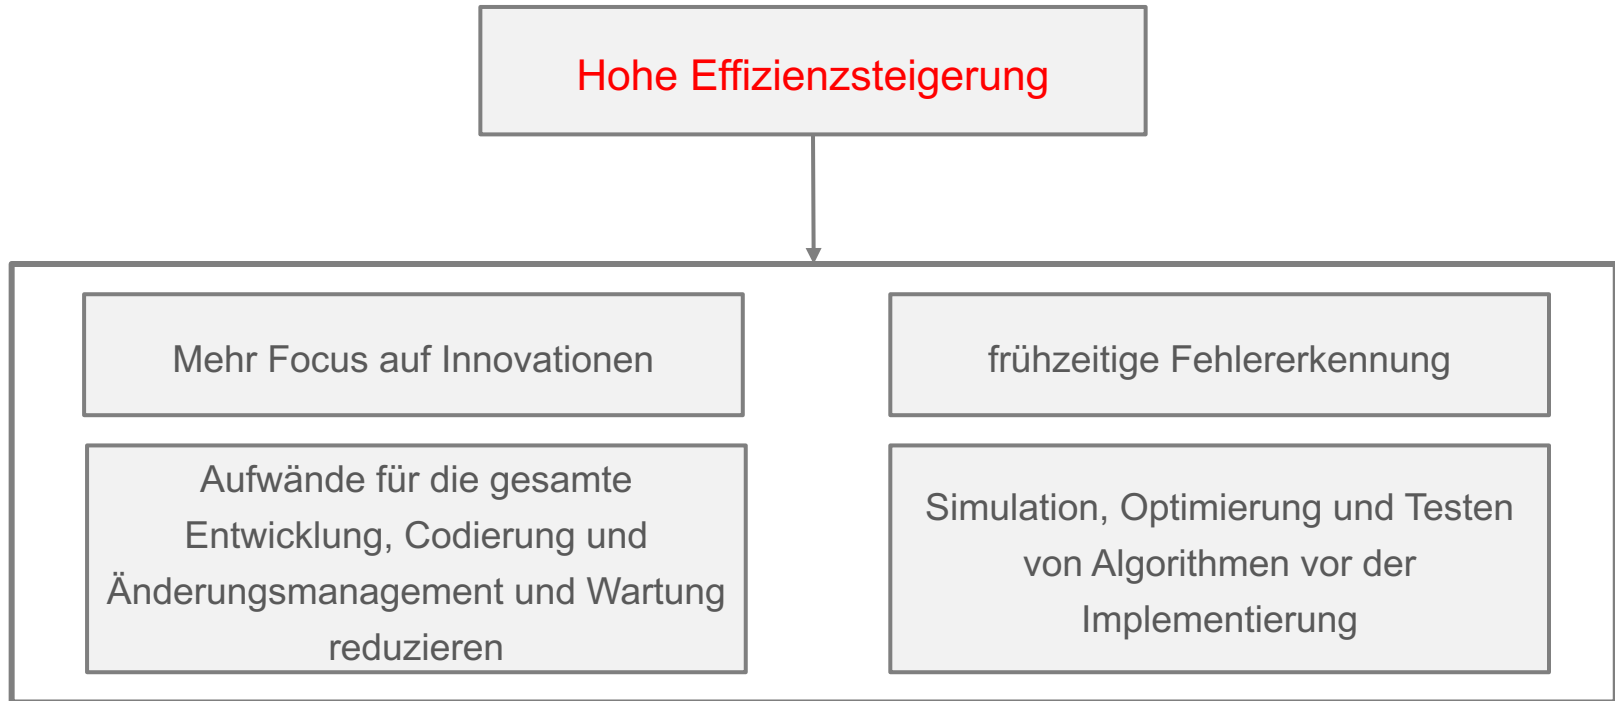 Hohe Effizienzsteigerung
Mehr Focus auf Innovationen
frühzeitige Fehlererkennung
Aufwände für die gesamte
Entwicklung, Codierung und
Änderungsmanagement und Wartung
reduzieren
Simulation, Optimierung und Testen
von Algorithmen vor der
Implementierung